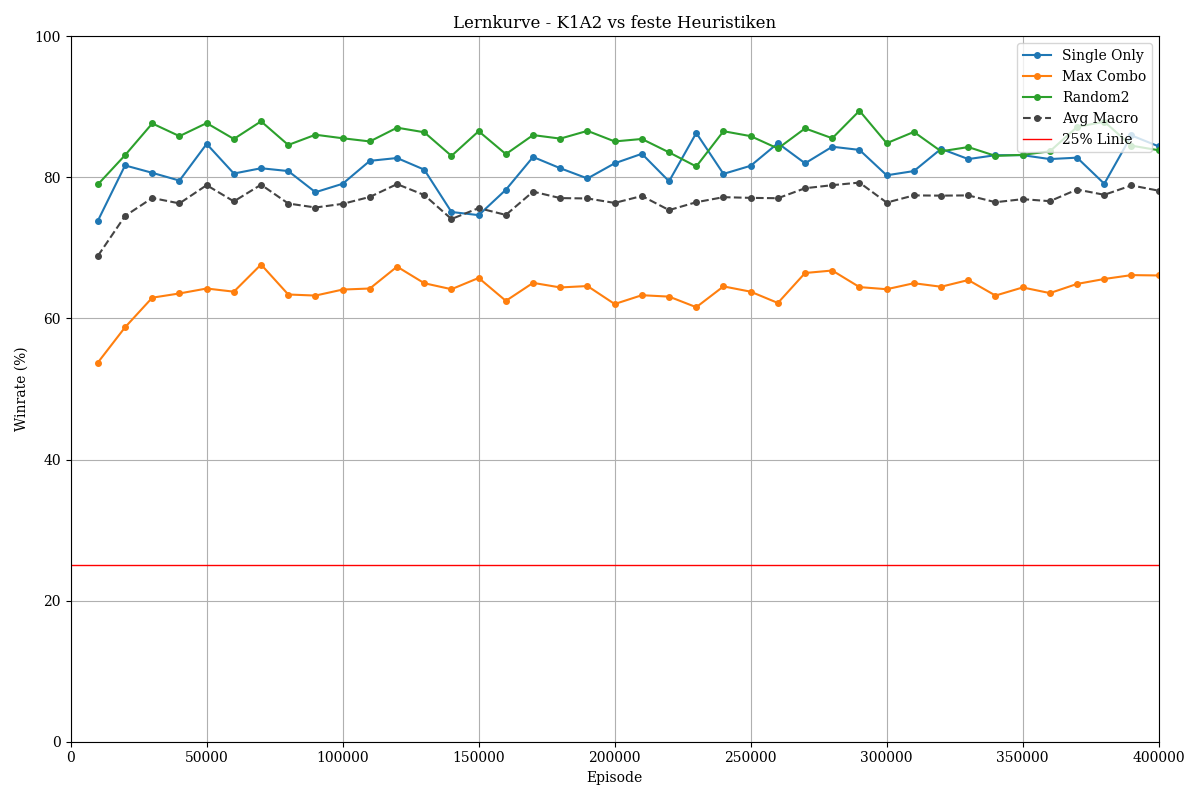 Lernkurve - K1A2 vs feste Heuristiken
100
80
60
40
20
0
Winrate (%)
Single Only
Max Combo
Random2
Avg Macro
25% Linie
0 50000 100000 150000 200000 250000 300000 350000 400000
Episode